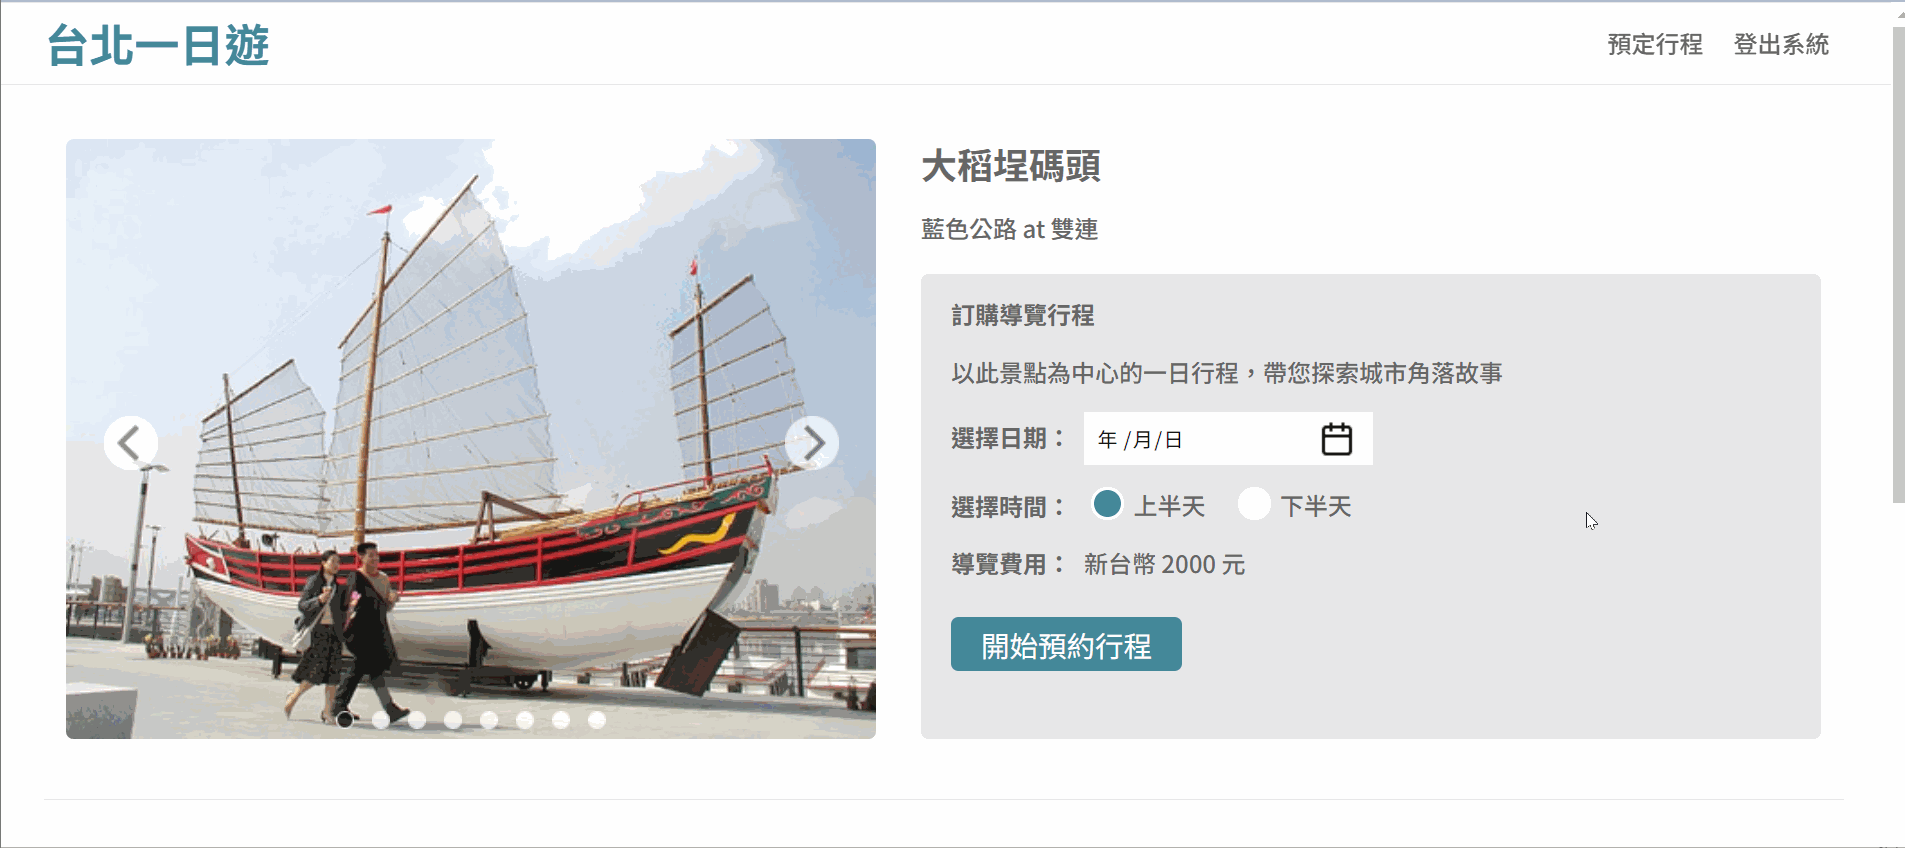 台北一日遊
預定行程 登出系統
大稻埕碼頭
藍色公路 at 雙連
訂購導覽行程
以此景點為中心的一日行程，帶您探索城市角落故事
選擇日期： 年 /月/日
選擇時間： 上半天 下半天
導覽費用： 新台幣 2000 元
開始預約行程